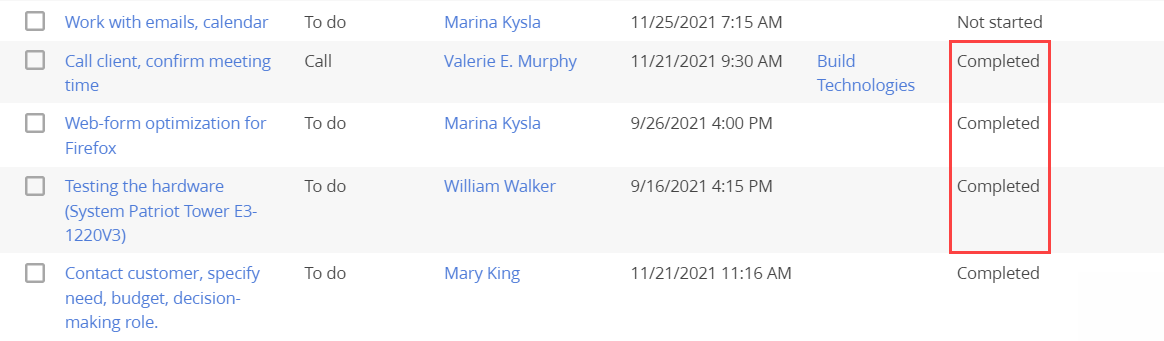 Work with emails, calendar To do Marina Kysla 11/25/2021 7:15 AM Not started
Call client, confirm meeting Call Valerie E. Murphy 11/21/2021 9:30 AM Build Completed
time Technologies
Web-form optimization for To do Marina Kysla 9/26/2021 4:00 PM Completed
Firefox
Testing the hardware To do William Walker 9/16/2021 4:15 PM Completed
(System Patriot Tower E3-
1220V3)
Contact customer, specify To do Mary King 11/21/2021 11:16 AM Completed
need, budget, decision-
making role.